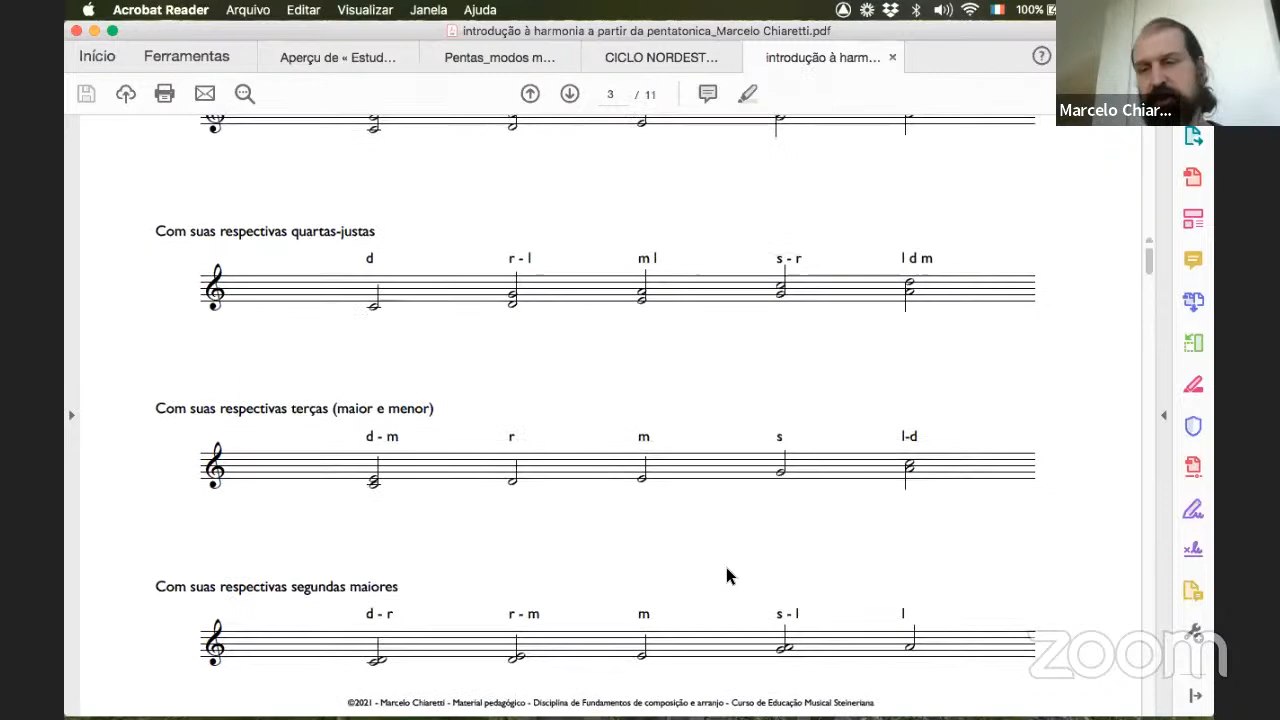 Acrobat Reader Arquivo Editar Visualizar Janela Ajuda 100%
introdução à harmonia a partir da pentatonica_Marcelo Chiaretti.pdf
Início Ferramentas Aperçu de « Estud... Pentas_modos m... CICLO NORDEST... introdução à harm... ×
3 / 11
Marcelo Chiar...
Com suas respectivas quartas-justas
d r - l m l s - r l d m
Com suas respectivas terças (maior e menor)
d - m r m s l-d
Com suas respectivas segundas maiores
d - r r - m m s - l l
zoom
©2021 - Marcelo Chiaretti - Material pedagógico - Disciplina de Fundamentos de composição e arranjo - Curso de Educação Musical Steineriana